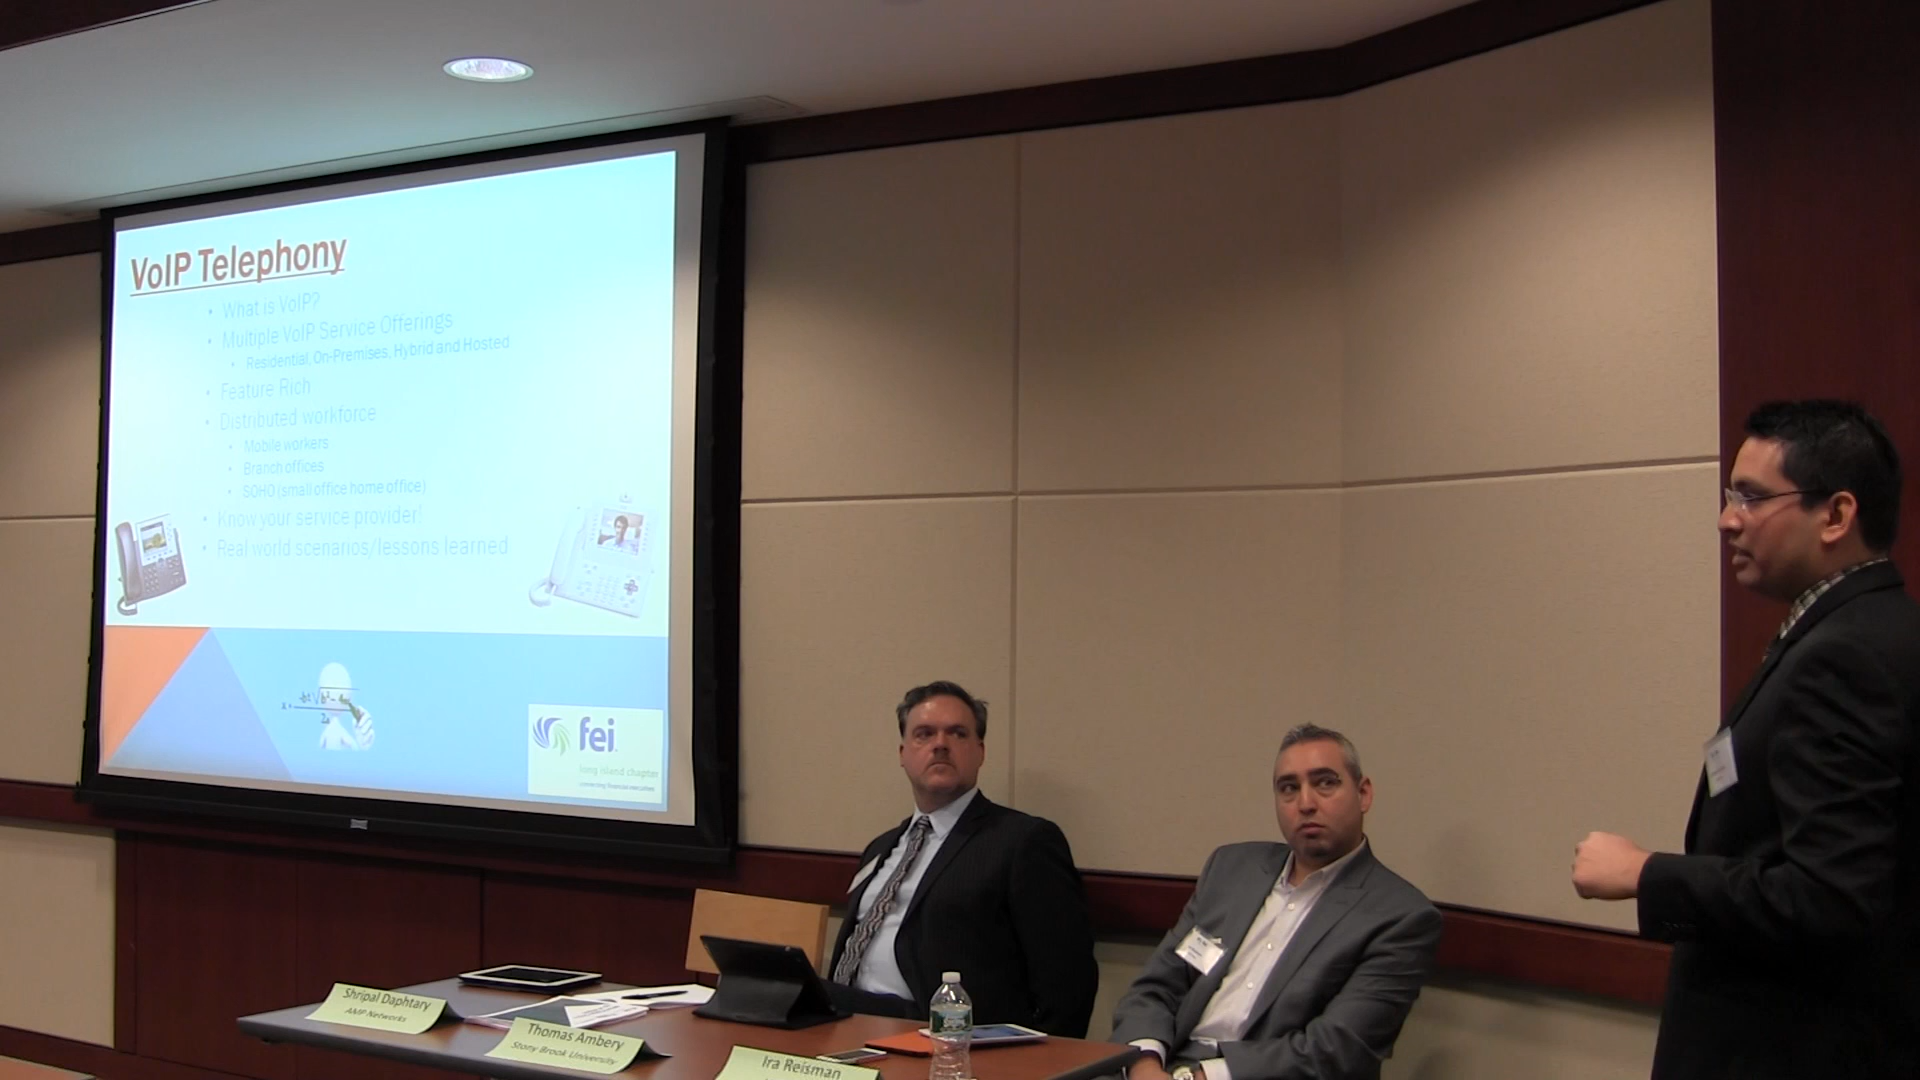 VoIP Telephony
• What is VoIP?
• Multiple VoIP Service Offerings
• Residential, On-Premises, Hybrid and Hosted
• Feature Rich
• Distributed workforce
• Mobile workers
• Branch offices
• SOHO (small office home office)
• Know your service provider!
• Real world scenarios/lessons learned
fei
long island chapter
connecting financial executives
Shripal Daphtary
AMP Networks
Thomas Ambery
Stony Brook University
Ira Reisman